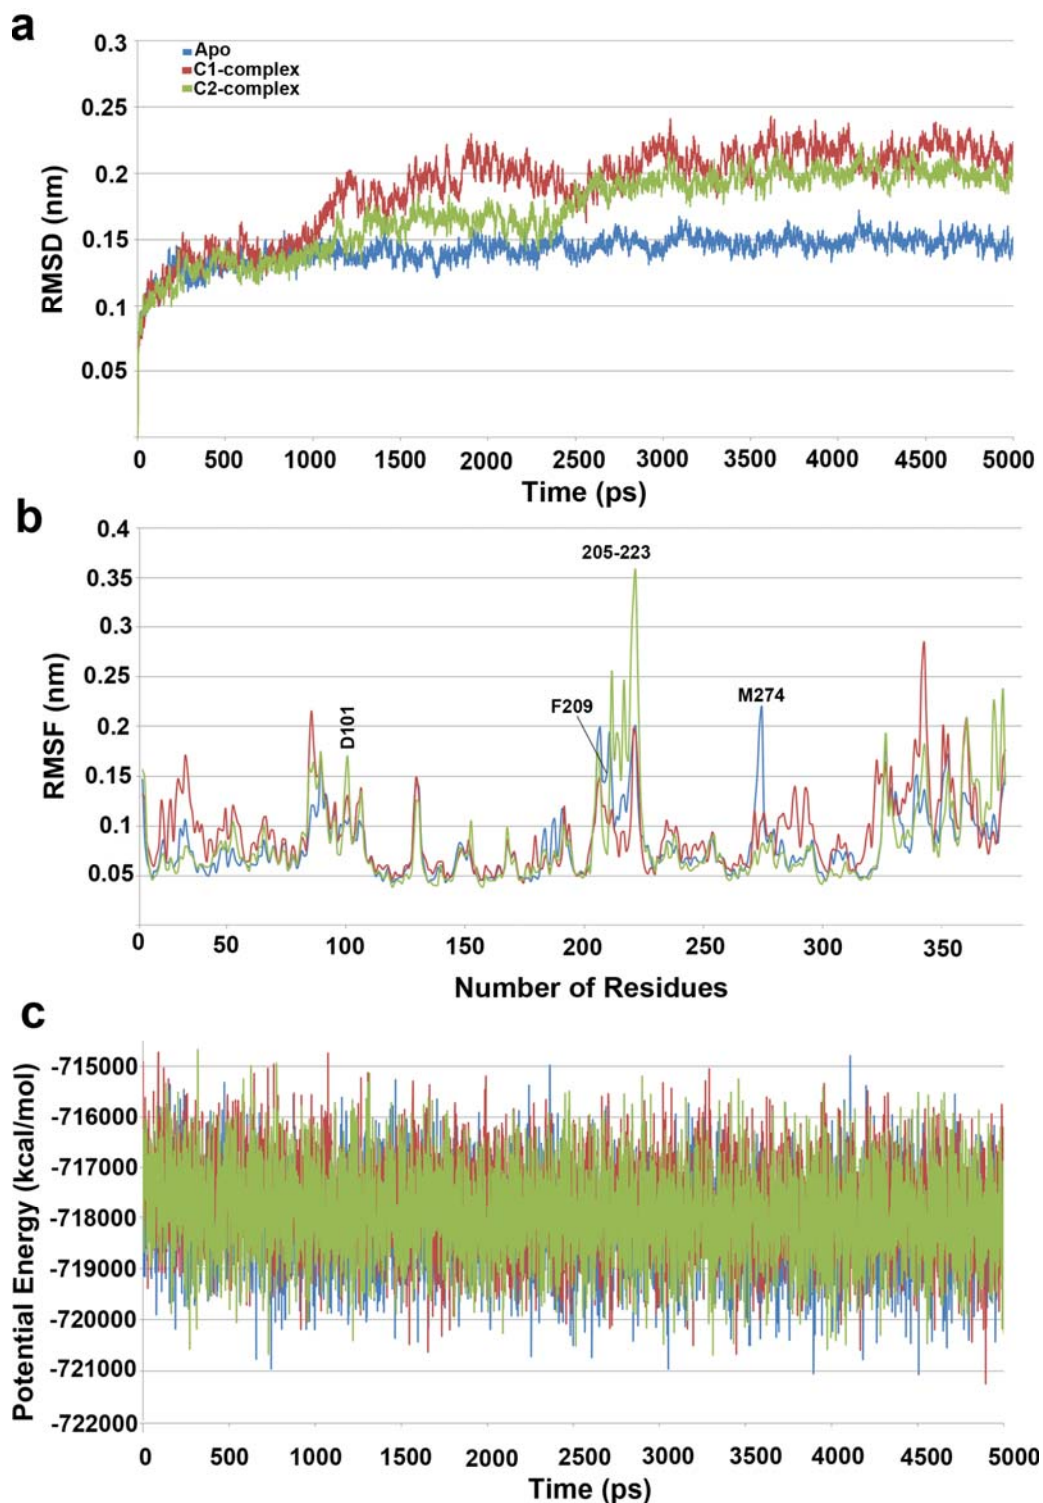 a
0.3
Apo
C1-complex
C2-complex
0.25
0.2
0.15
0.1
0.05
RMSD (nm)
0 500 1000 1500 2000 2500 3000 3500 4000 4500 5000
Time (ps)
b
0.4
205-223
0.35
0.3
0.25
M274
F209
D101
0.2
0.15
0.1
0.05
RMSF (nm)
0 50 100 150 200 250 300 350
Number of Residues
c
-715000
-716000
-717000
-718000
-719000
-720000
-721000
-722000
Potential Energy (kcal/mol)
0 500 1000 1500 2000 2500 3000 3500 4000 4500 5000
Time (ps)